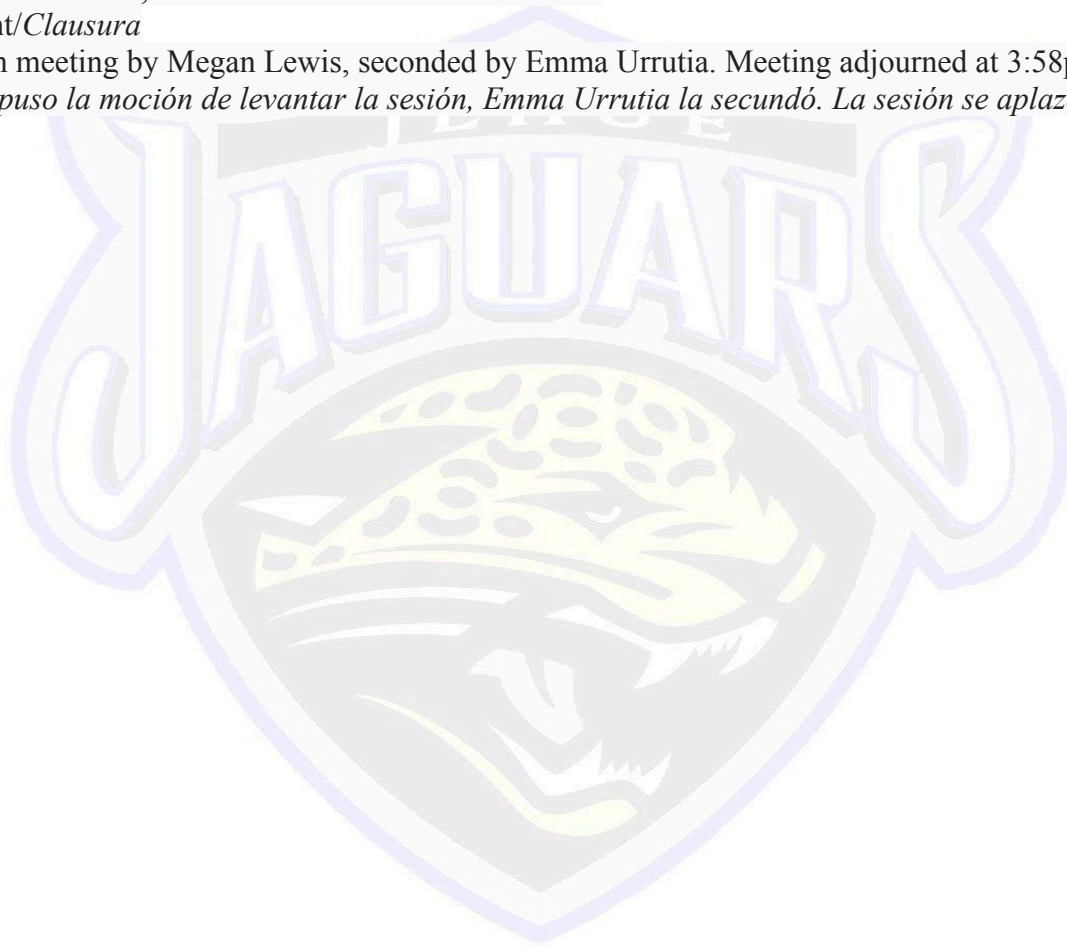 nt/Clausura
n meeting by Megan Lewis, seconded by Emma Urrutia. Meeting adjourned at 3:58p
puso la moción de levantar la sesión, Emma Urrutia la secundó. La sesión se aplaz
JAGUARS